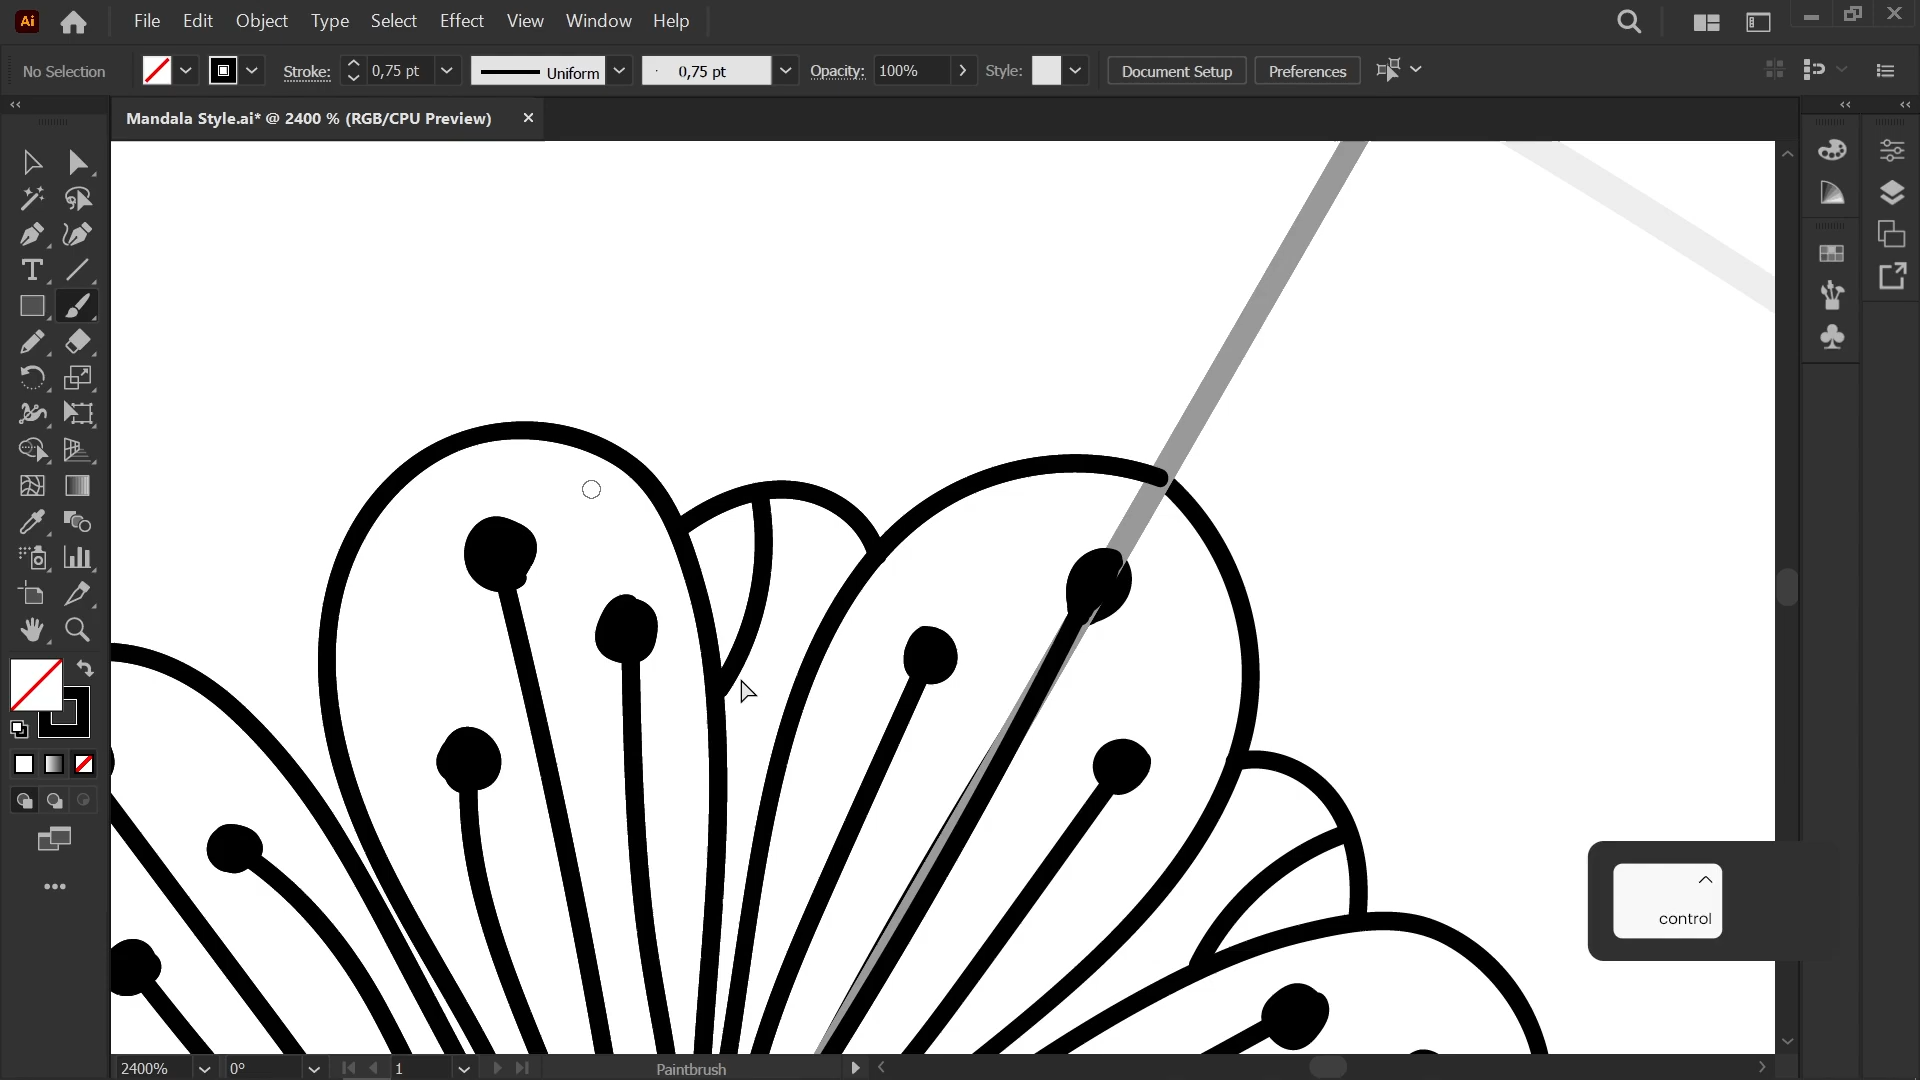 Ai File Edit Object Type Select Effect View Window Help
No Selection Stroke: 0,75 pt Uniform 0,75 pt Opacity: 100% Style: Document Setup Preferences
Mandala Style.ai* @ 2400 % (RGB/CPU Preview)
control
2400% 0° 1 Paintbrush